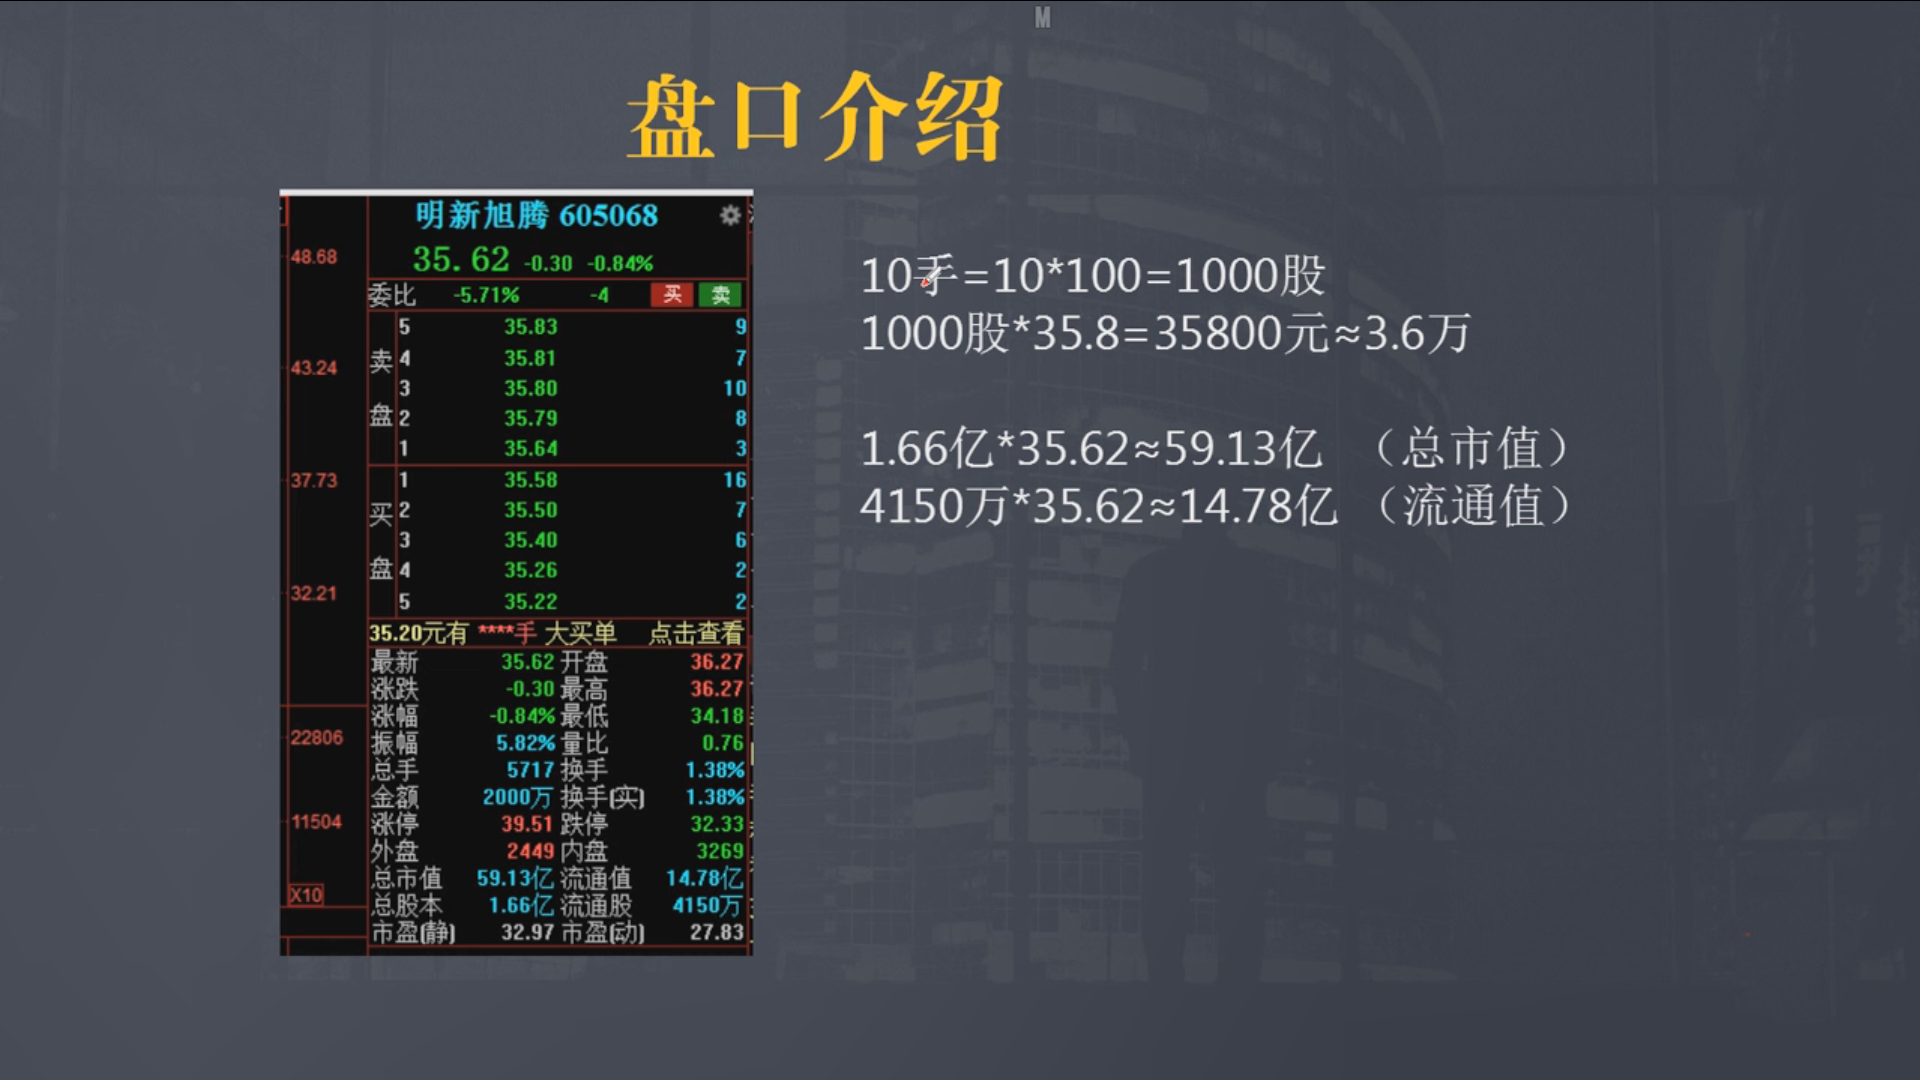 M
盘口介绍
明新旭腾 605068
35.62 -0.30 -0.84%
委比 -5.71% -4 买 卖
卖盘
5 35.83 9
4 35.81 7
3 35.80 10
2 35.79 8
1 35.64 3
买盘
1 35.58 16
2 35.50 7
3 35.40 6
4 35.26 2
5 35.22 2
35.20元有 ****手 大买单 点击查看
最新 35.62 开盘 36.27
涨跌 -0.30 最高 36.27
涨幅 -0.84% 最低 34.18
振幅 5.82% 量比 0.76
总手 5717 换手 1.38%
金额 2000万 换手(实) 1.38%
涨停 39.51 跌停 32.33
外盘 2449 内盘 3269
总市值 59.13亿 流通值 14.78亿
总股本 1.66亿 流通股 4150万
市盈(静) 32.97 市盈(动) 27.83
48.68
43.24
37.73
32.21
22806
11504
X10
10手=10*100=1000股
1000股*35.8=35800元≈3.6万
1.66亿*35.62≈59.13亿 （总市值）
4150万*35.62≈14.78亿 （流通值）